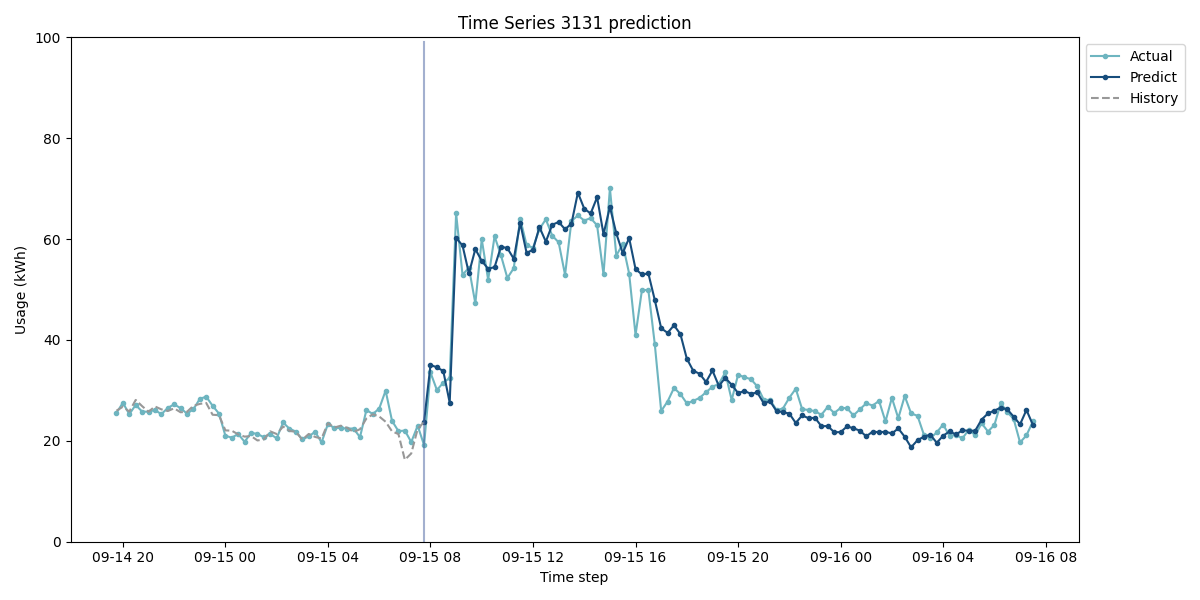 Time Series 3131 prediction
100
80
60
40
20
0
Usage (kWh)
09-14 20
09-15 00
09-15 04
09-15 08
09-15 12
09-15 16
09-15 20
09-16 00
09-16 04
09-16 08
Time step
Actual
Predict
History